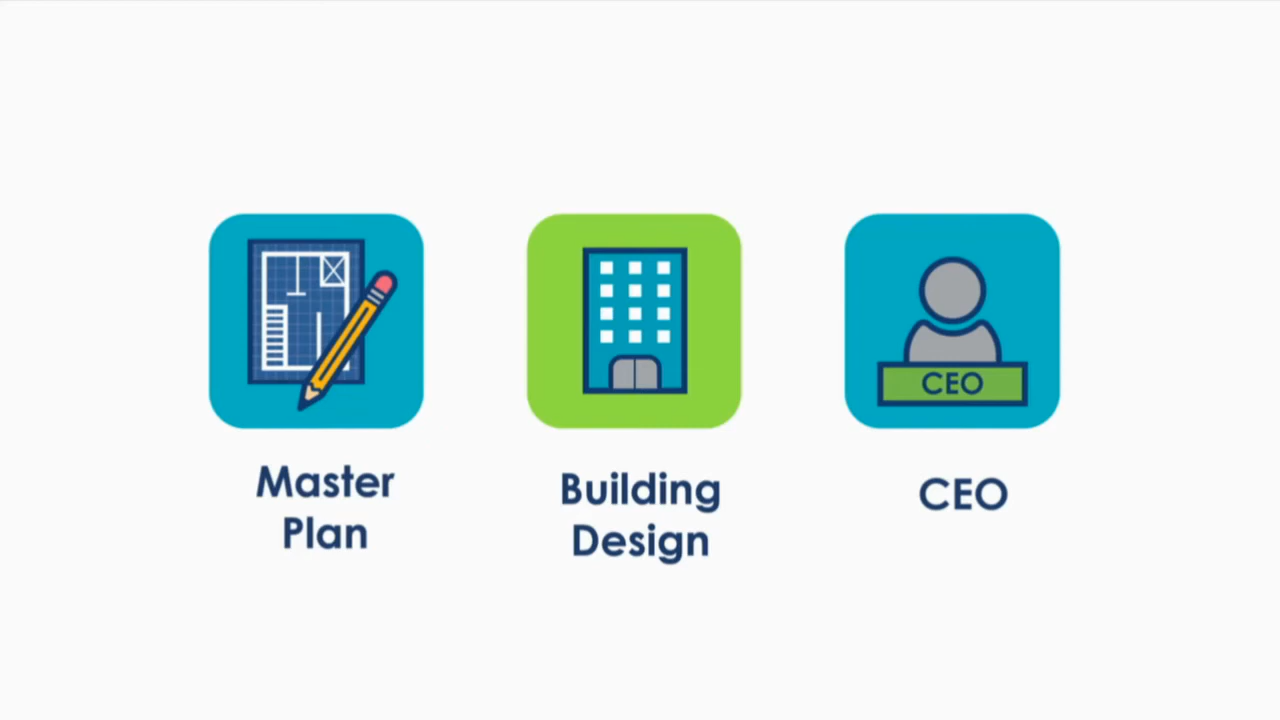 CEO
Master
Plan
Building
Design
CEO